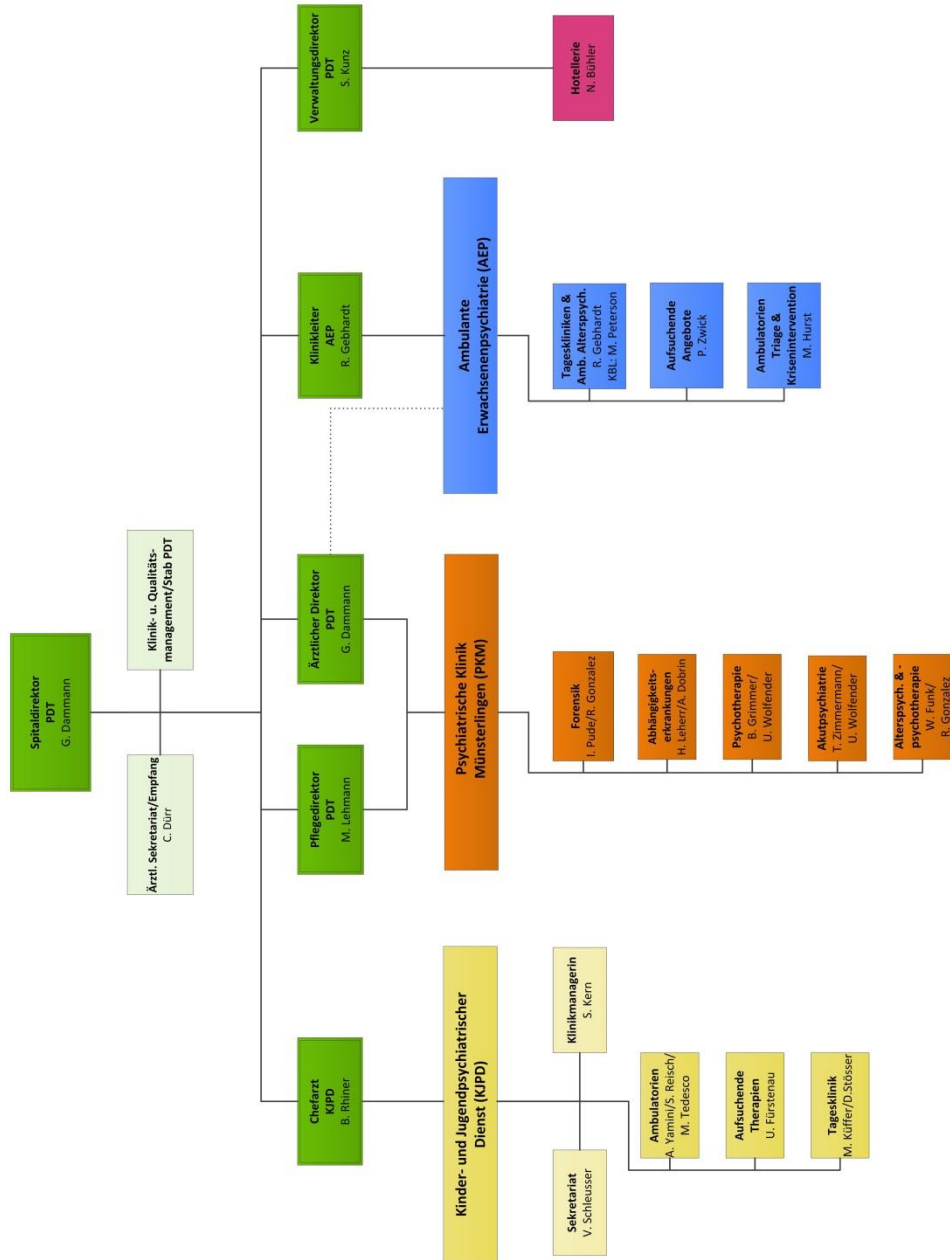 Spitaldirektor
PDT
G. Dammann
Ärztl. Sekretariat/Empfang
C. Dürr
Klinik- u. Qualitäts-
management/Stab PDT
Chefarzt
KJPD
B. Rhiner
Pflegedirektor
PDT
M. Lehmann
Ärztlicher Direktor
PDT
G. Dammann
Klinikleiter
AEP
R. Gebhardt
Verwaltungsdirektor
PDT
S. Kunz
Kinder- und Jugendpsychiatrischer
Dienst (KJPD)
Sekretariat
V. Schleusser
Klinikmanagerin
S. Kern
Ambulatorien
A. Yamini/S. Reisch/
M. Tedesco
Aufsuchende
Therapien
U. Fürstenau
Tagesklinik
M. Küffer/D.Stösser
Psychiatrische Klinik
Münsterlingen (PKM)
Forensik
I. Pude/R. Gonzalez
Abhängigkeits-
erkrankungen
H. Leherr/A. Dobrin
Psychotherapie
B. Grimmer/
U. Wolfender
Akutpsychiatrie
T. Zimmermann/
U. Wolfender
Alterspsych. & -
psychotherapie
W. Funk/
R. Gonzalez
Ambulante
Erwachsenenpsychiatrie (AEP)
Tageskliniken &
Amb. Alterspsych.
R. Gebhardt
KBL: M. Peterson
Aufsuchende
Angebote
P. Zwick
Ambulatorien
Triage &
Krisenintervention
M. Hurst
Hotellerie
N. Bühler